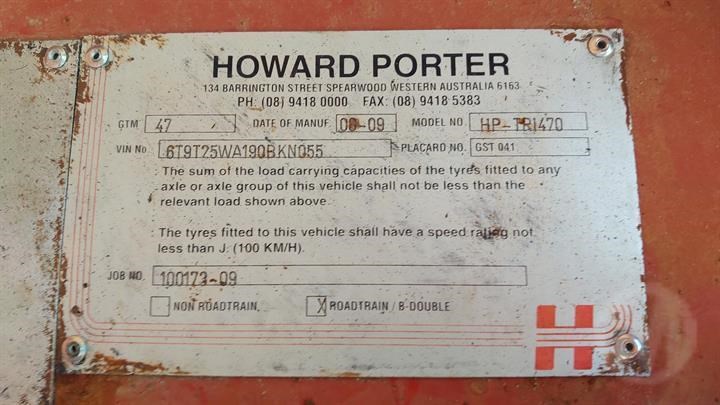 HOWARD PORTER
134 BARRINGTON STREET SPEARWOOD WESTERN AUSTRALIA 6163
PH: (08) 9418 0000 FAX: (08) 9418 5383
GTM 47 DATE OF MANUF. 06-09 MODEL NO HP-TRI470
VIN No 6T9T25WA190BKN055 PLACARD NO. GST 041
The sum of the load carrying capacities of the tyres fitted to any
axle or axle group of this vehicle shall not be less than the
relevant load shown above.
The tyres fitted to this vehicle shall have a speed rating not
less than J. (100 KM/H).
JOB NO. 100173-09
NON ROADTRAIN. X ROADTRAIN / B-DOUBLE
H